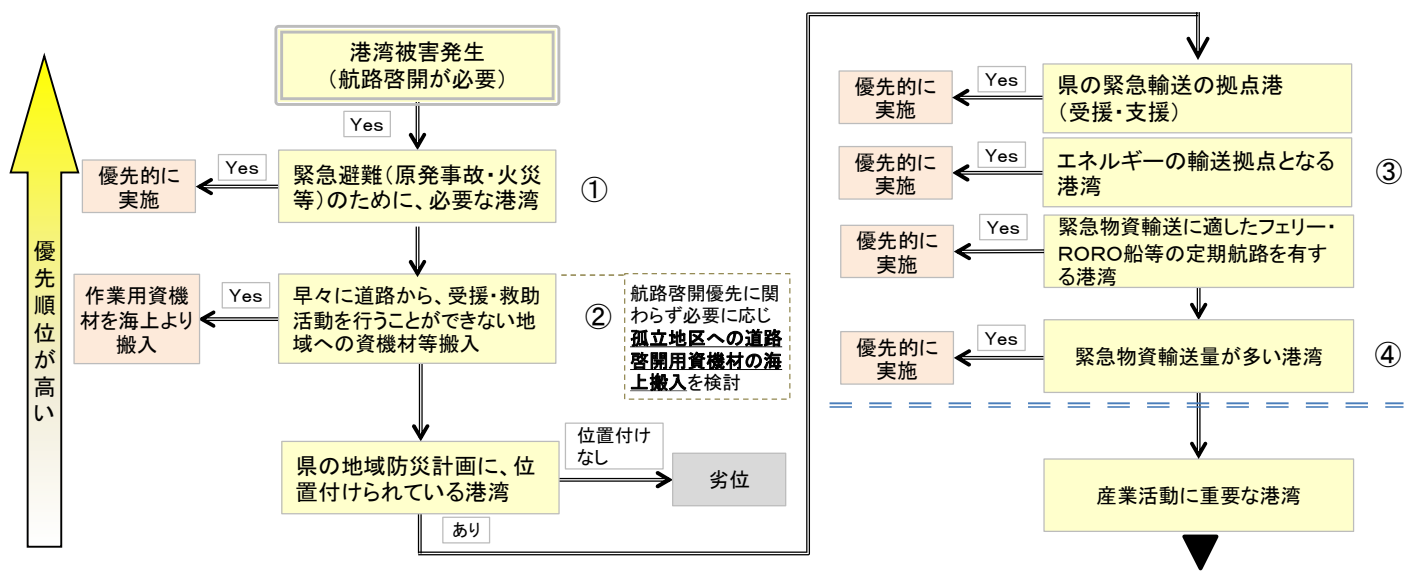 港湾被害発生
（航路啓開が必要）
Yes
緊急避難（原発事故・火災
等）のために、必要な港湾
①
Yes
優先的に
実施
早々に道路から、受援・救助
活動を行うことができない地
域への資機材等搬入
②
Yes
作業用資機
材を海上より
搬入
航路啓開優先に関
わらず必要に応じ
孤立地区への道路
啓開用資機材の海
上搬入を検討
県の地域防災計画に、位
置付けられている港湾
位置付け
なし
劣位
あり
優先順位が高い
県の緊急輸送の拠点港
（受援・支援）
Yes
優先的に
実施
エネルギーの輸送拠点となる
港湾
③
Yes
優先的に
実施
緊急物資輸送に適したフェリー・
RORO船等の定期航路を有す
る港湾
Yes
優先的に
実施
緊急物資輸送量が多い港湾
④
Yes
優先的に
実施
産業活動に重要な港湾